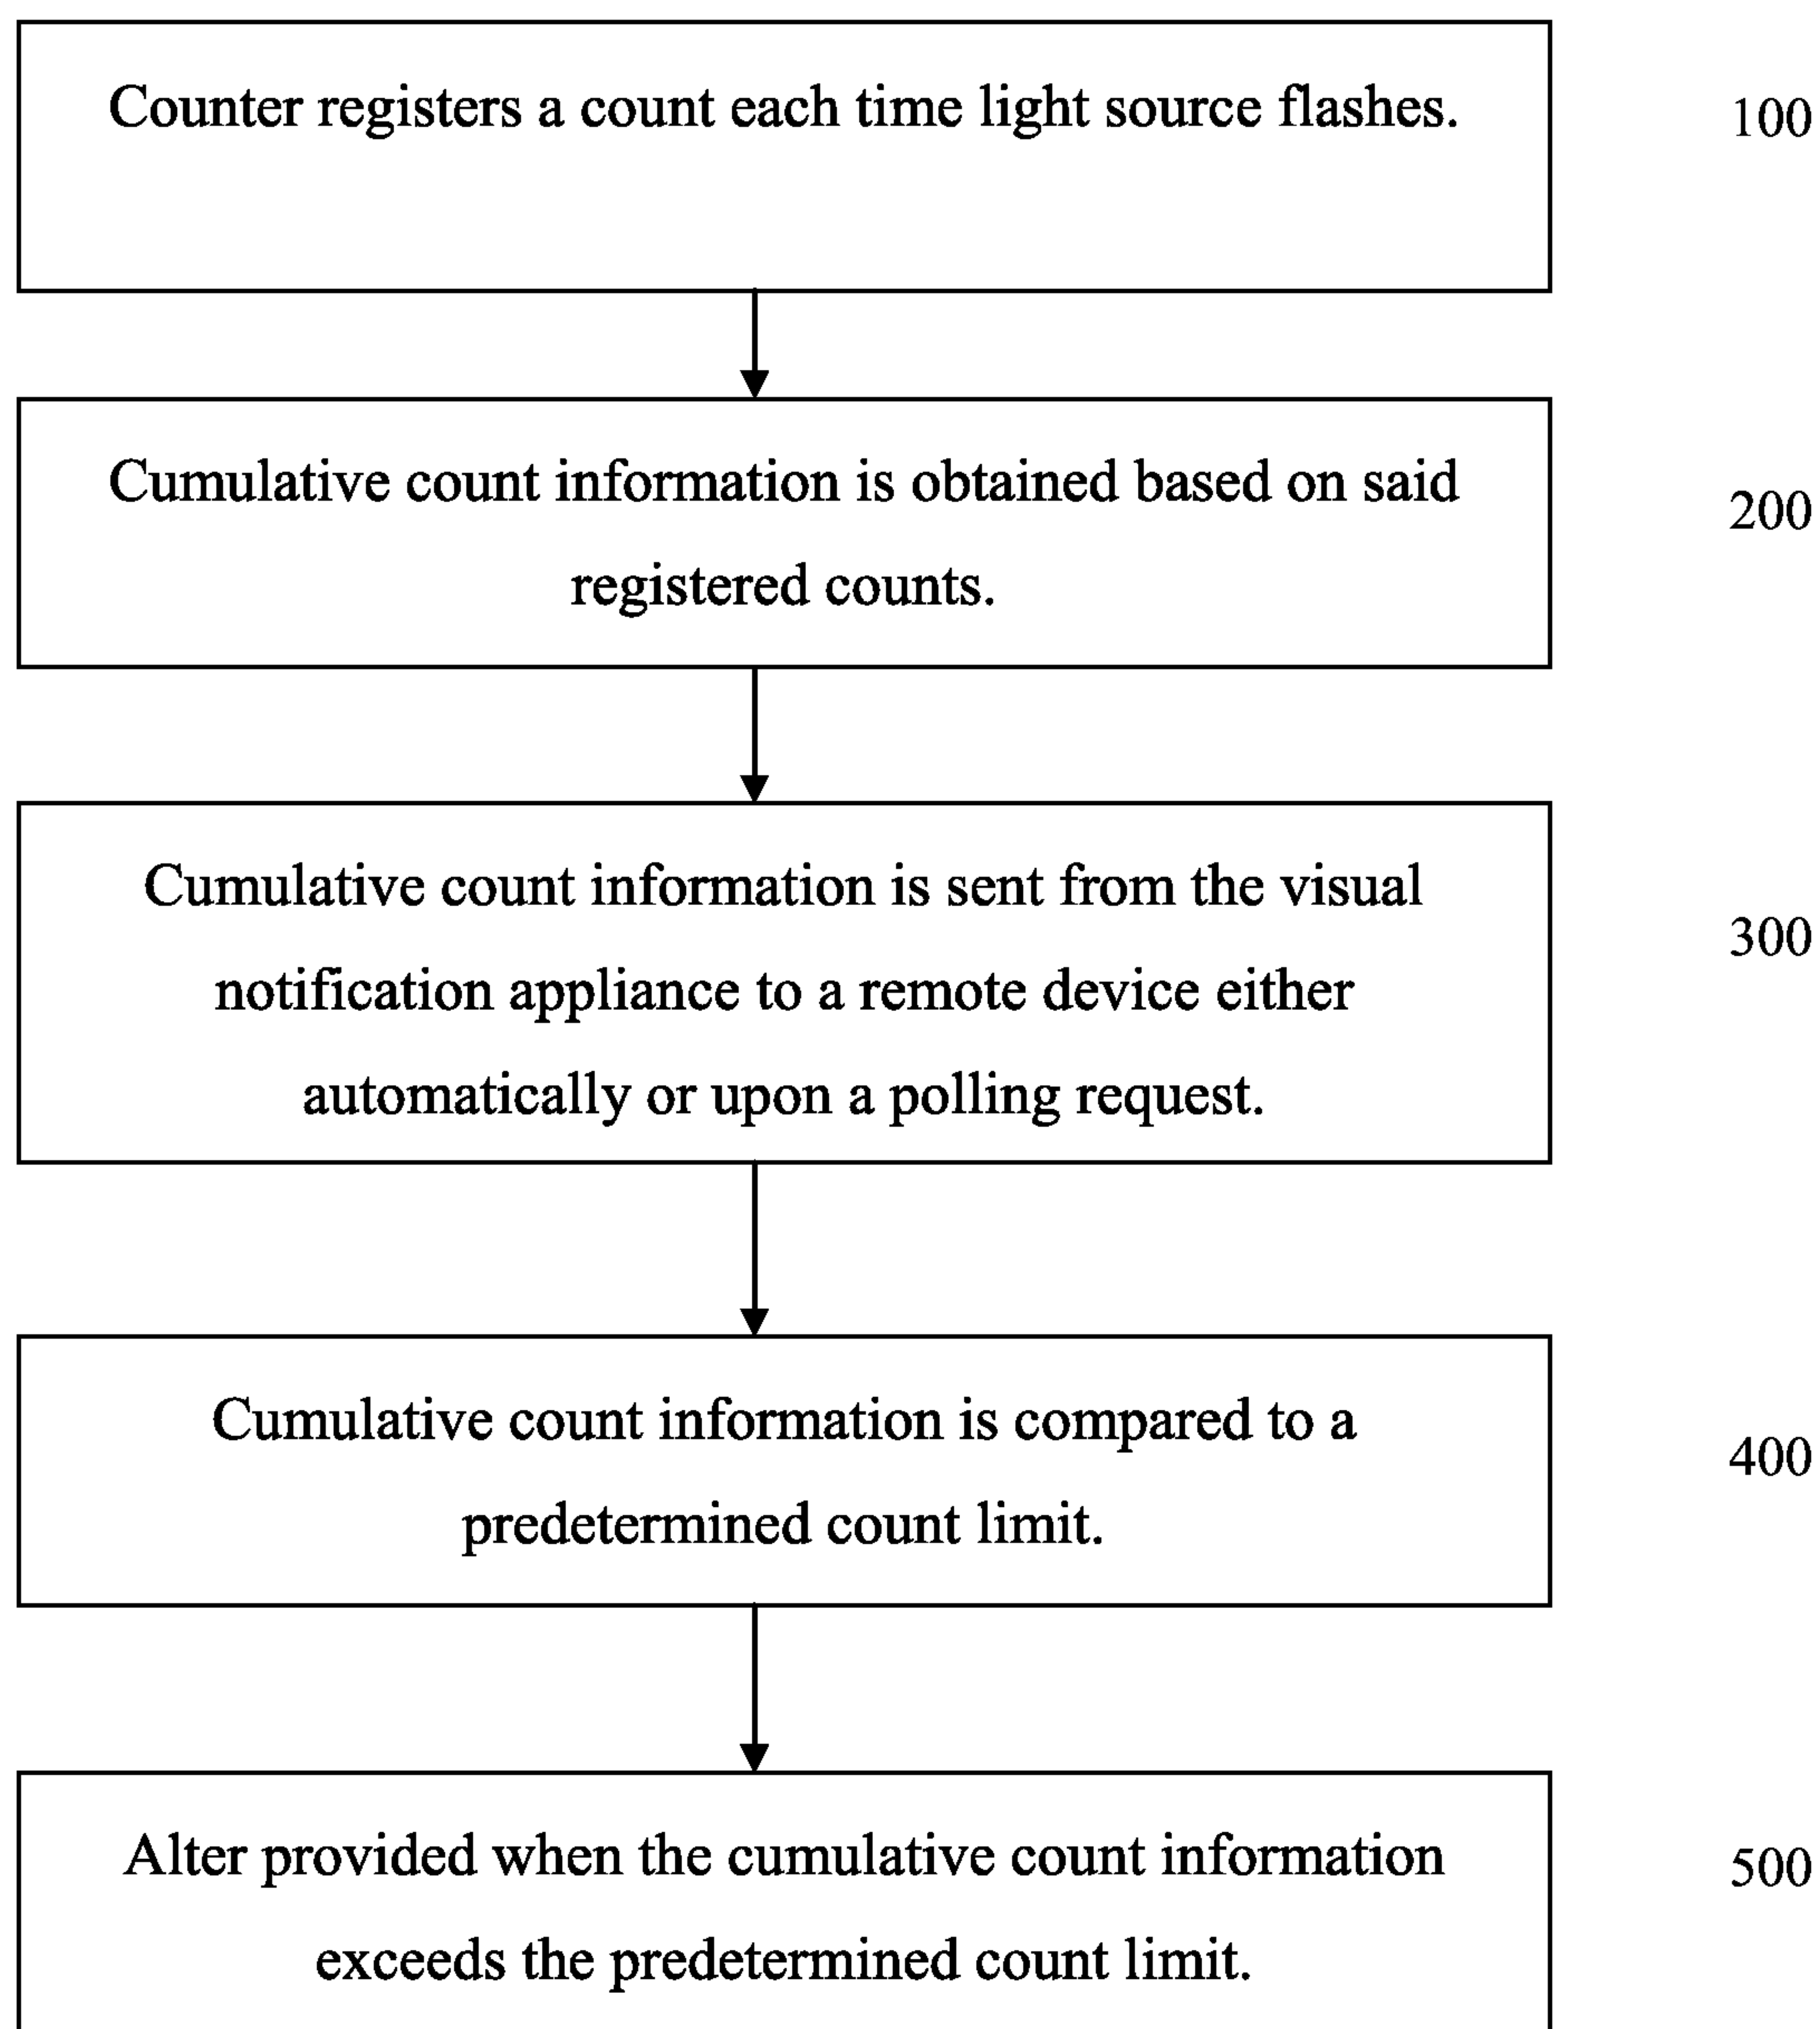 Counter registers a count each time light source flashes.
100
Cumulative count information is obtained based on said
200
registered counts.
Cumulative count information is sent from the visual
300
notification appliance to a remote device either
automatically or upon a polling request.
Cumulative count information is compared to a
400
predetermined count limit.
Alter provided when the cumulative count information
500
exceeds the predetermined count limit.